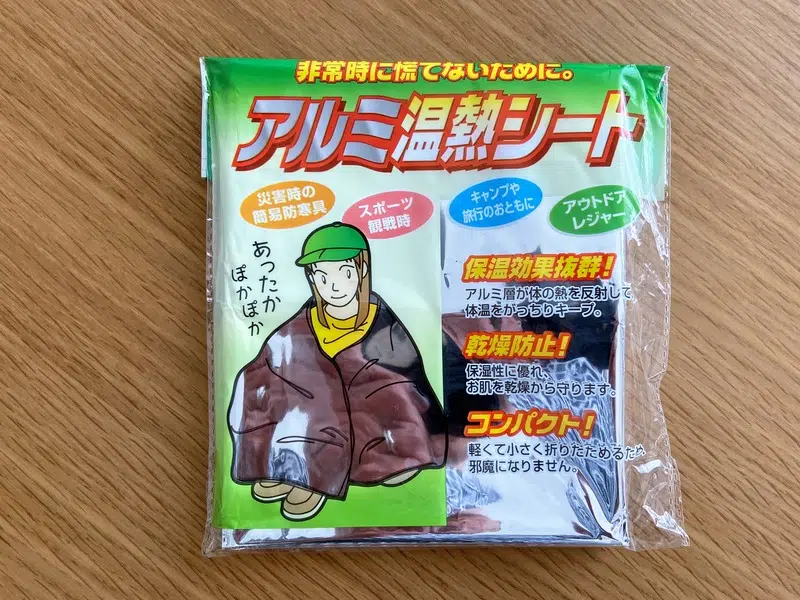 非常時に慌てないために。
アルミ温熱シート
災害時の
簡易防寒具
スポーツ
観戦時
キャンプや
旅行のおともに
アウトドア
レジャー
あったか
ぽかぽか
保温効果抜群!
アルミ層が体の熱を反射して
体温をがっちりキープ。
乾燥防止!
保湿性に優れ、
お肌を乾燥から守ります。
コンパクト!
軽くて小さく折りたためるため
邪魔になりません。